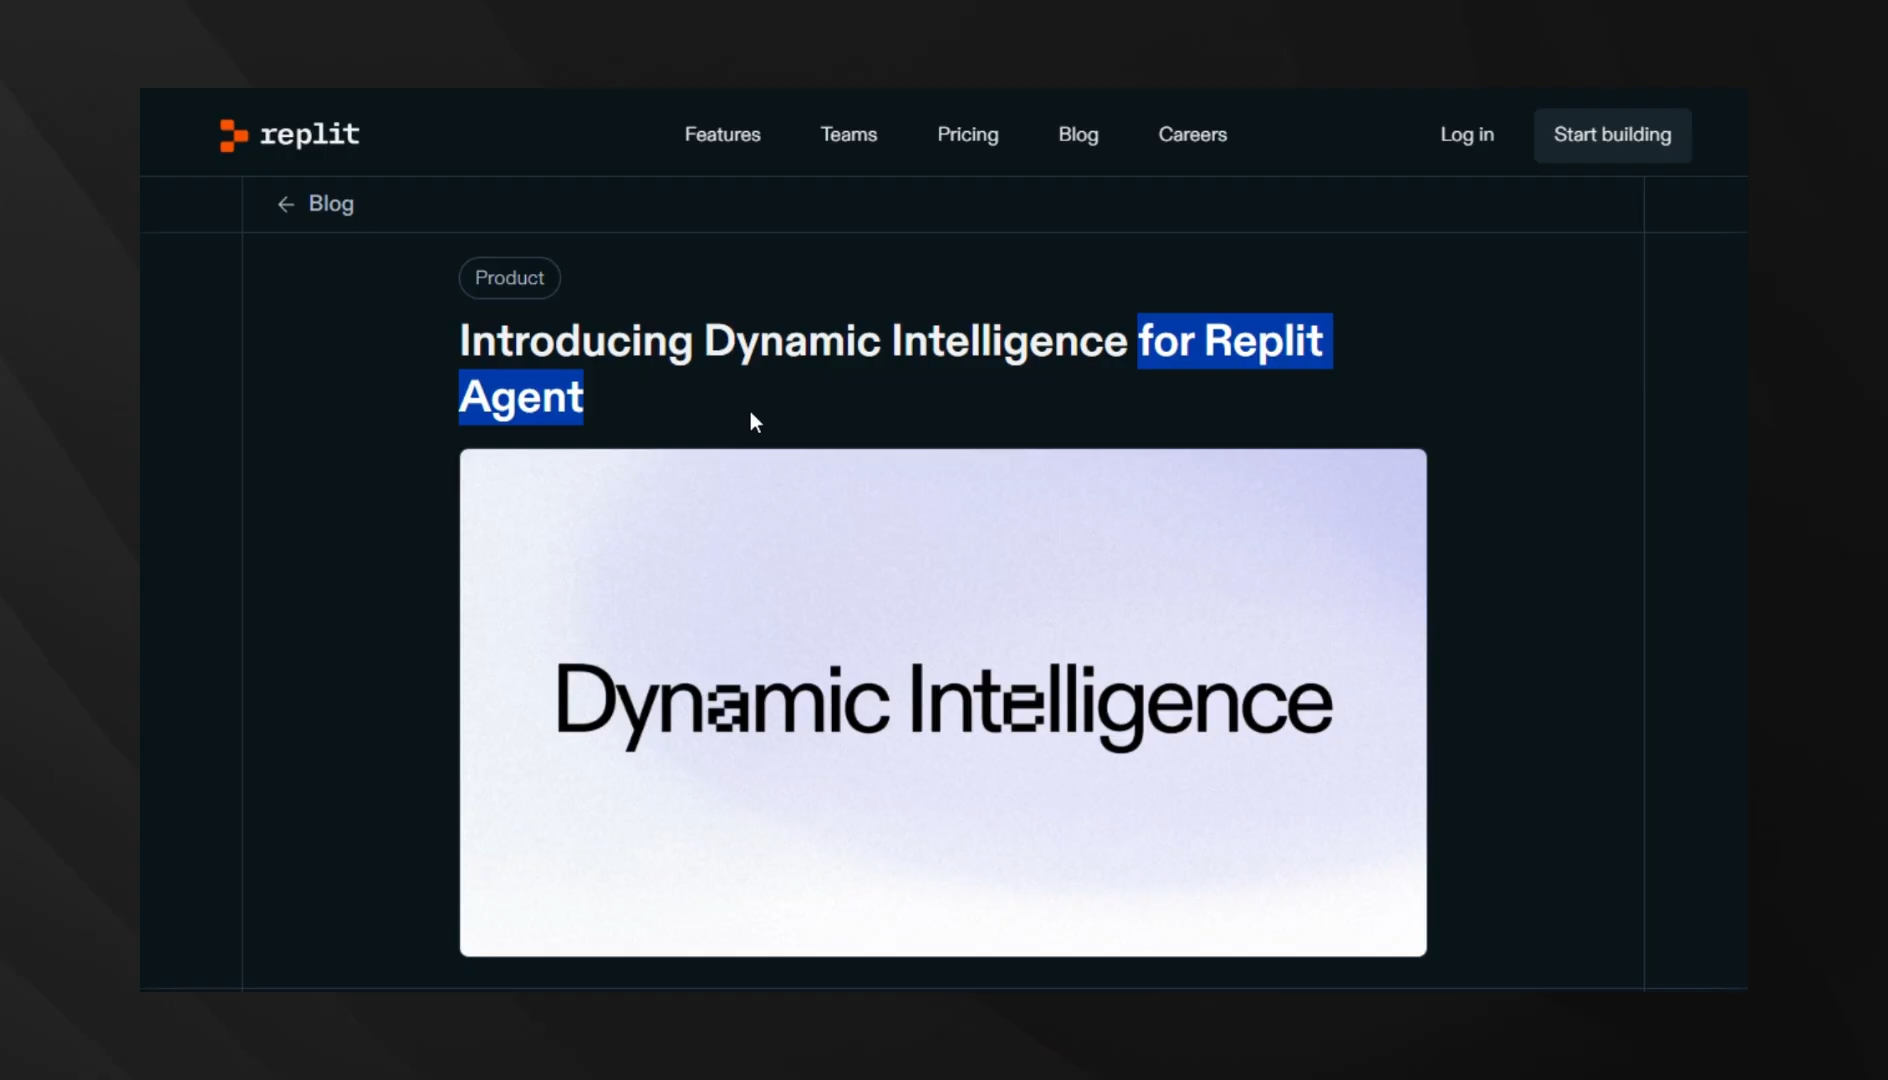 replit
Features
Teams
Pricing
Blog
Careers
Log in
Start building
← Blog
Product
Introducing Dynamic Intelligence for Replit
Agent
Dynamic Intelligence